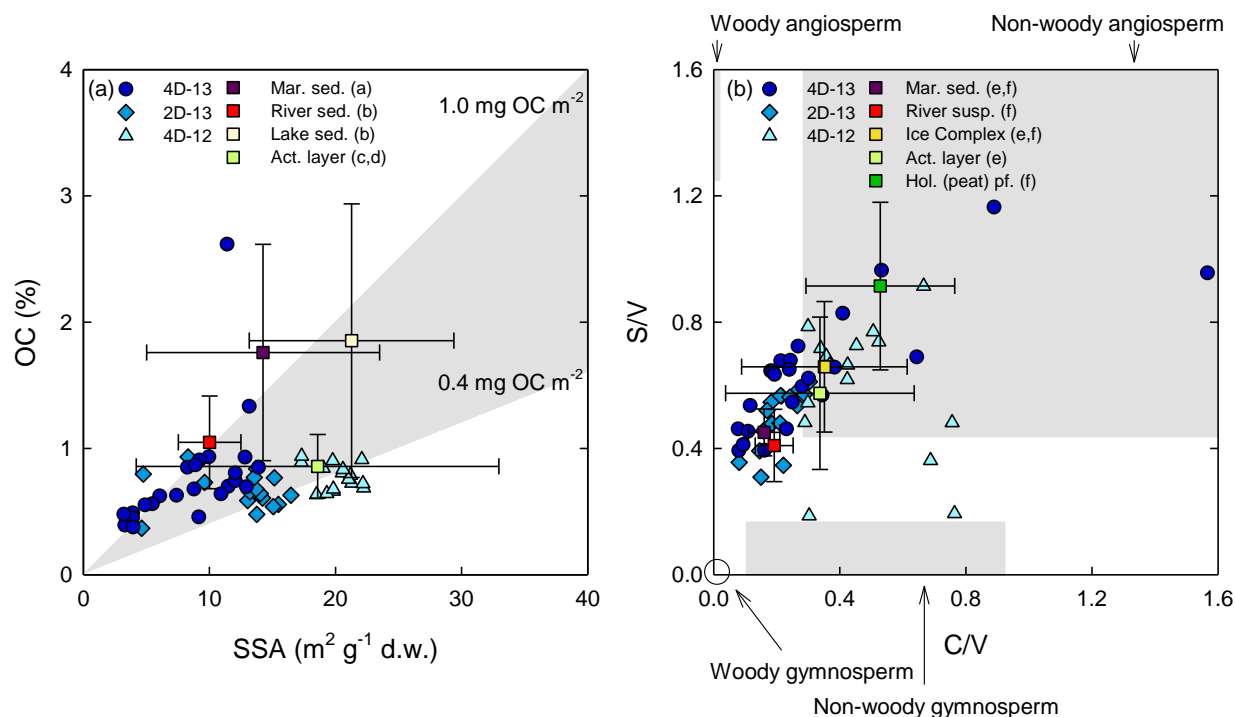 Woody angiosperm
Non-woody angiosperm
(a)
4D-13
2D-13
4D-12
Mar. sed. (a)
River sed. (b)
Lake sed. (b)
Act. layer (c,d)
1.0 mg OC m⁻²
0.4 mg OC m⁻²
4
3
2
1
0
OC (%)
0
10
20
30
40
SSA (m² g⁻¹ d.w.)
(b)
4D-13
2D-13
4D-12
Mar. sed. (e,f)
River susp. (f)
Ice Complex (e,f)
Act. layer (e)
Hol. (peat) pf. (f)
1.6
1.2
0.8
0.4
0.0
S/V
0.0
0.4
0.8
1.2
1.6
C/V
Woody gymnosperm
Non-woody gymnosperm